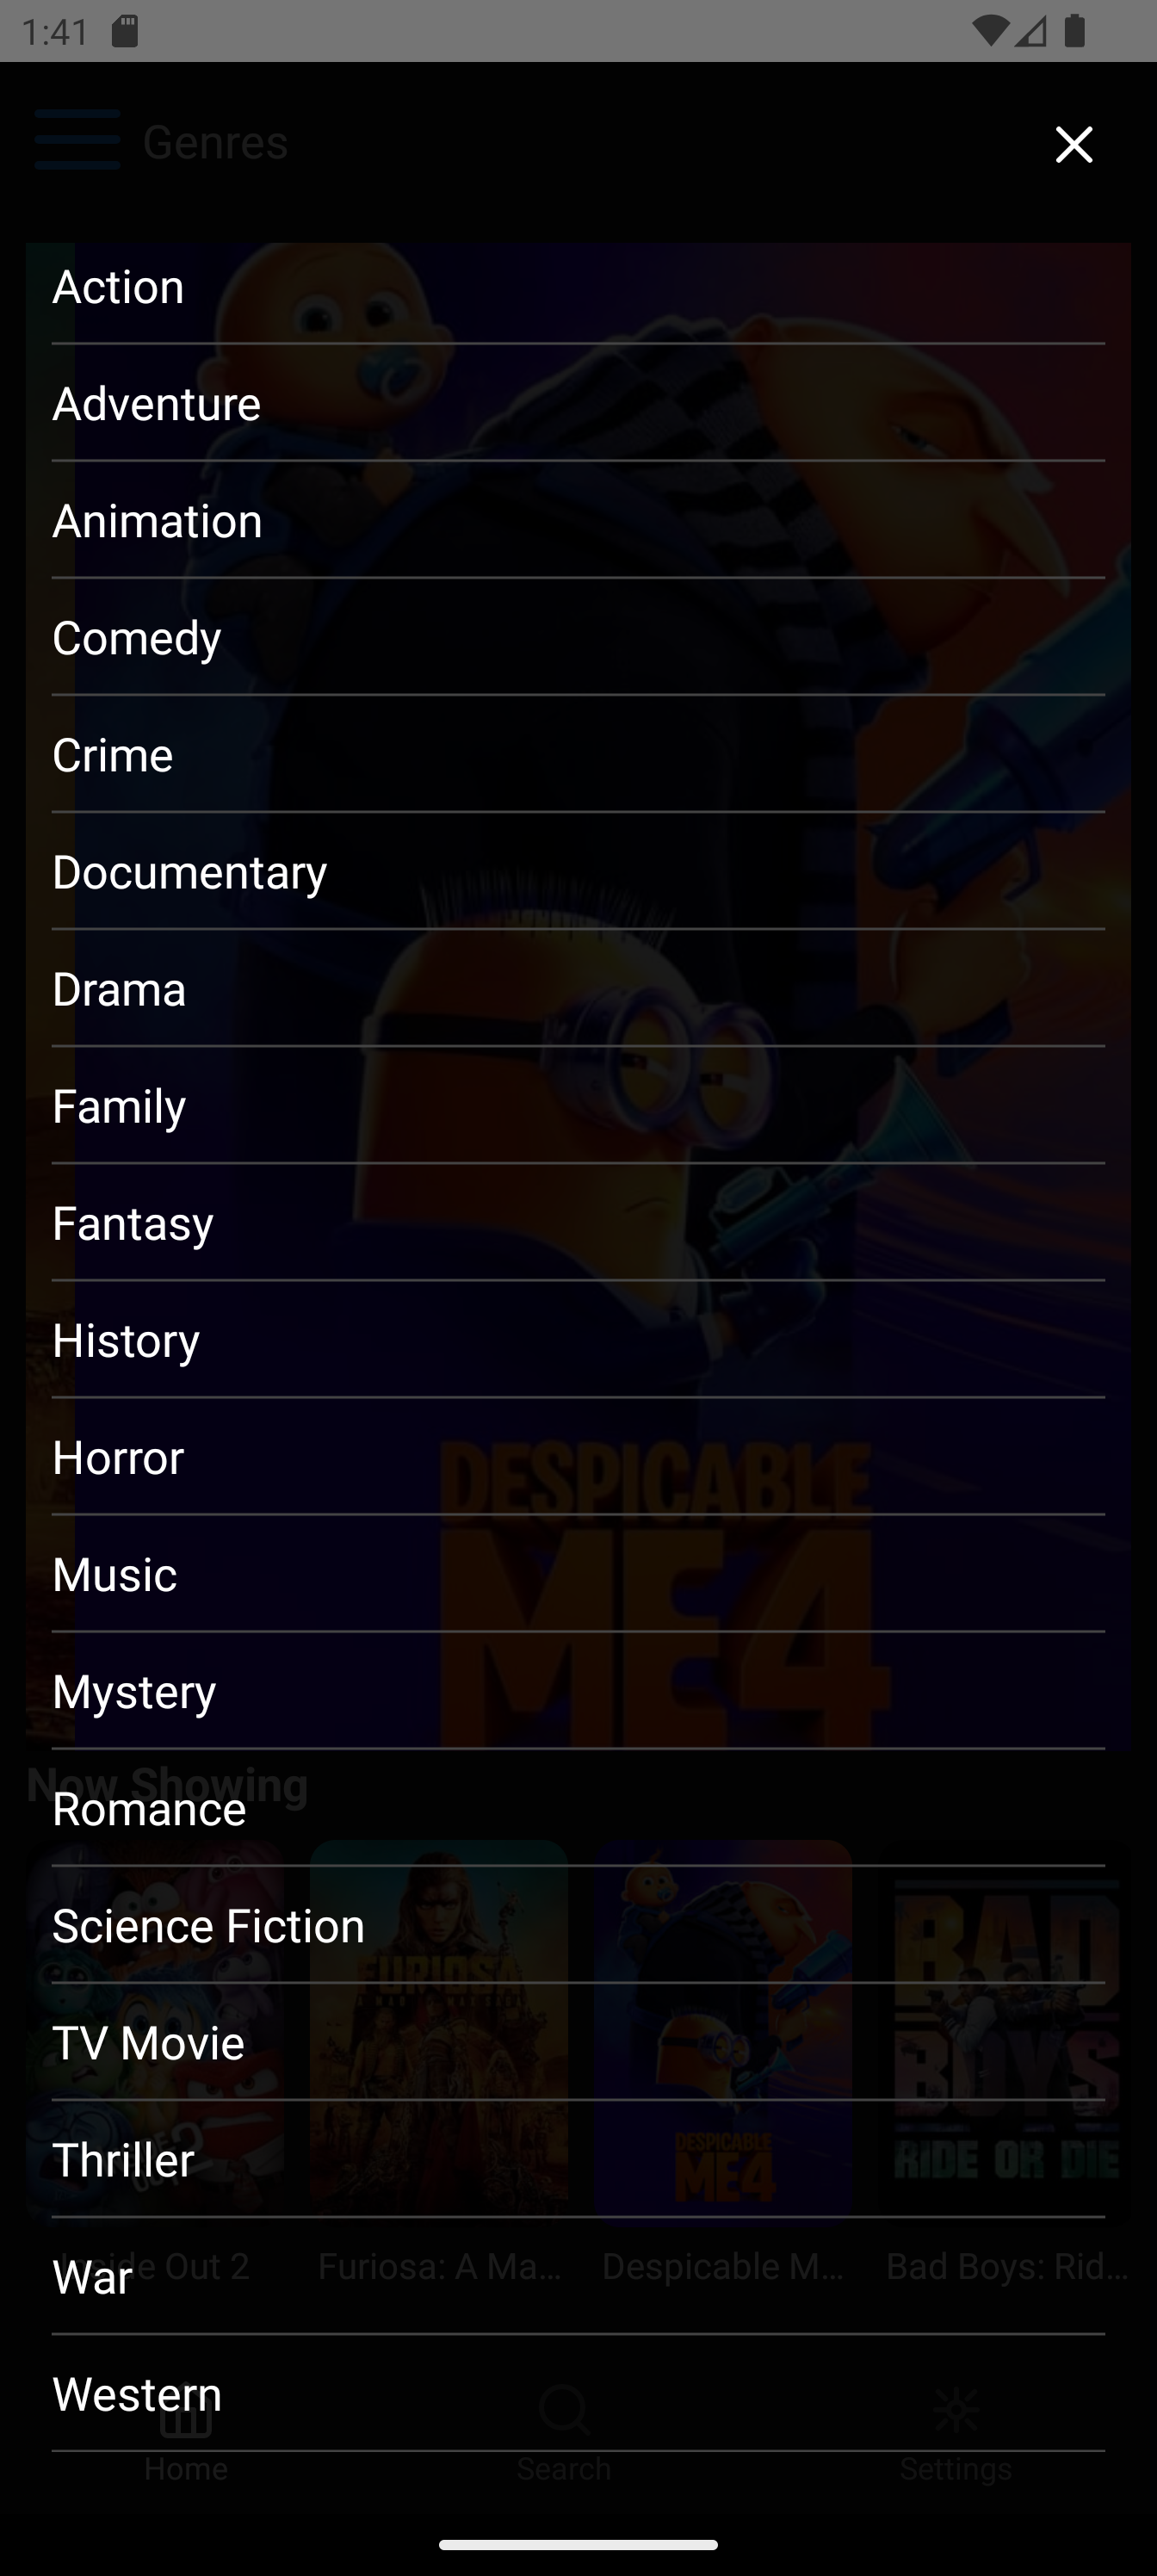 1:41
Genres
Action
Adventure
Animation
Comedy
Crime
Documentary
Drama
Family
Fantasy
History
Horror
DESPICABLE
ME4
Music
Mystery
Now Showing
Romance
Science Fiction
TV Movie
Thriller
FURIOSA
DESPICABLE
ME4
BAD
BOYS
RIDE OR DIE
Inside Out 2
Furiosa: A Ma...
Despicable M...
Bad Boys: Rid...
War
Western
Home
Search
Settings